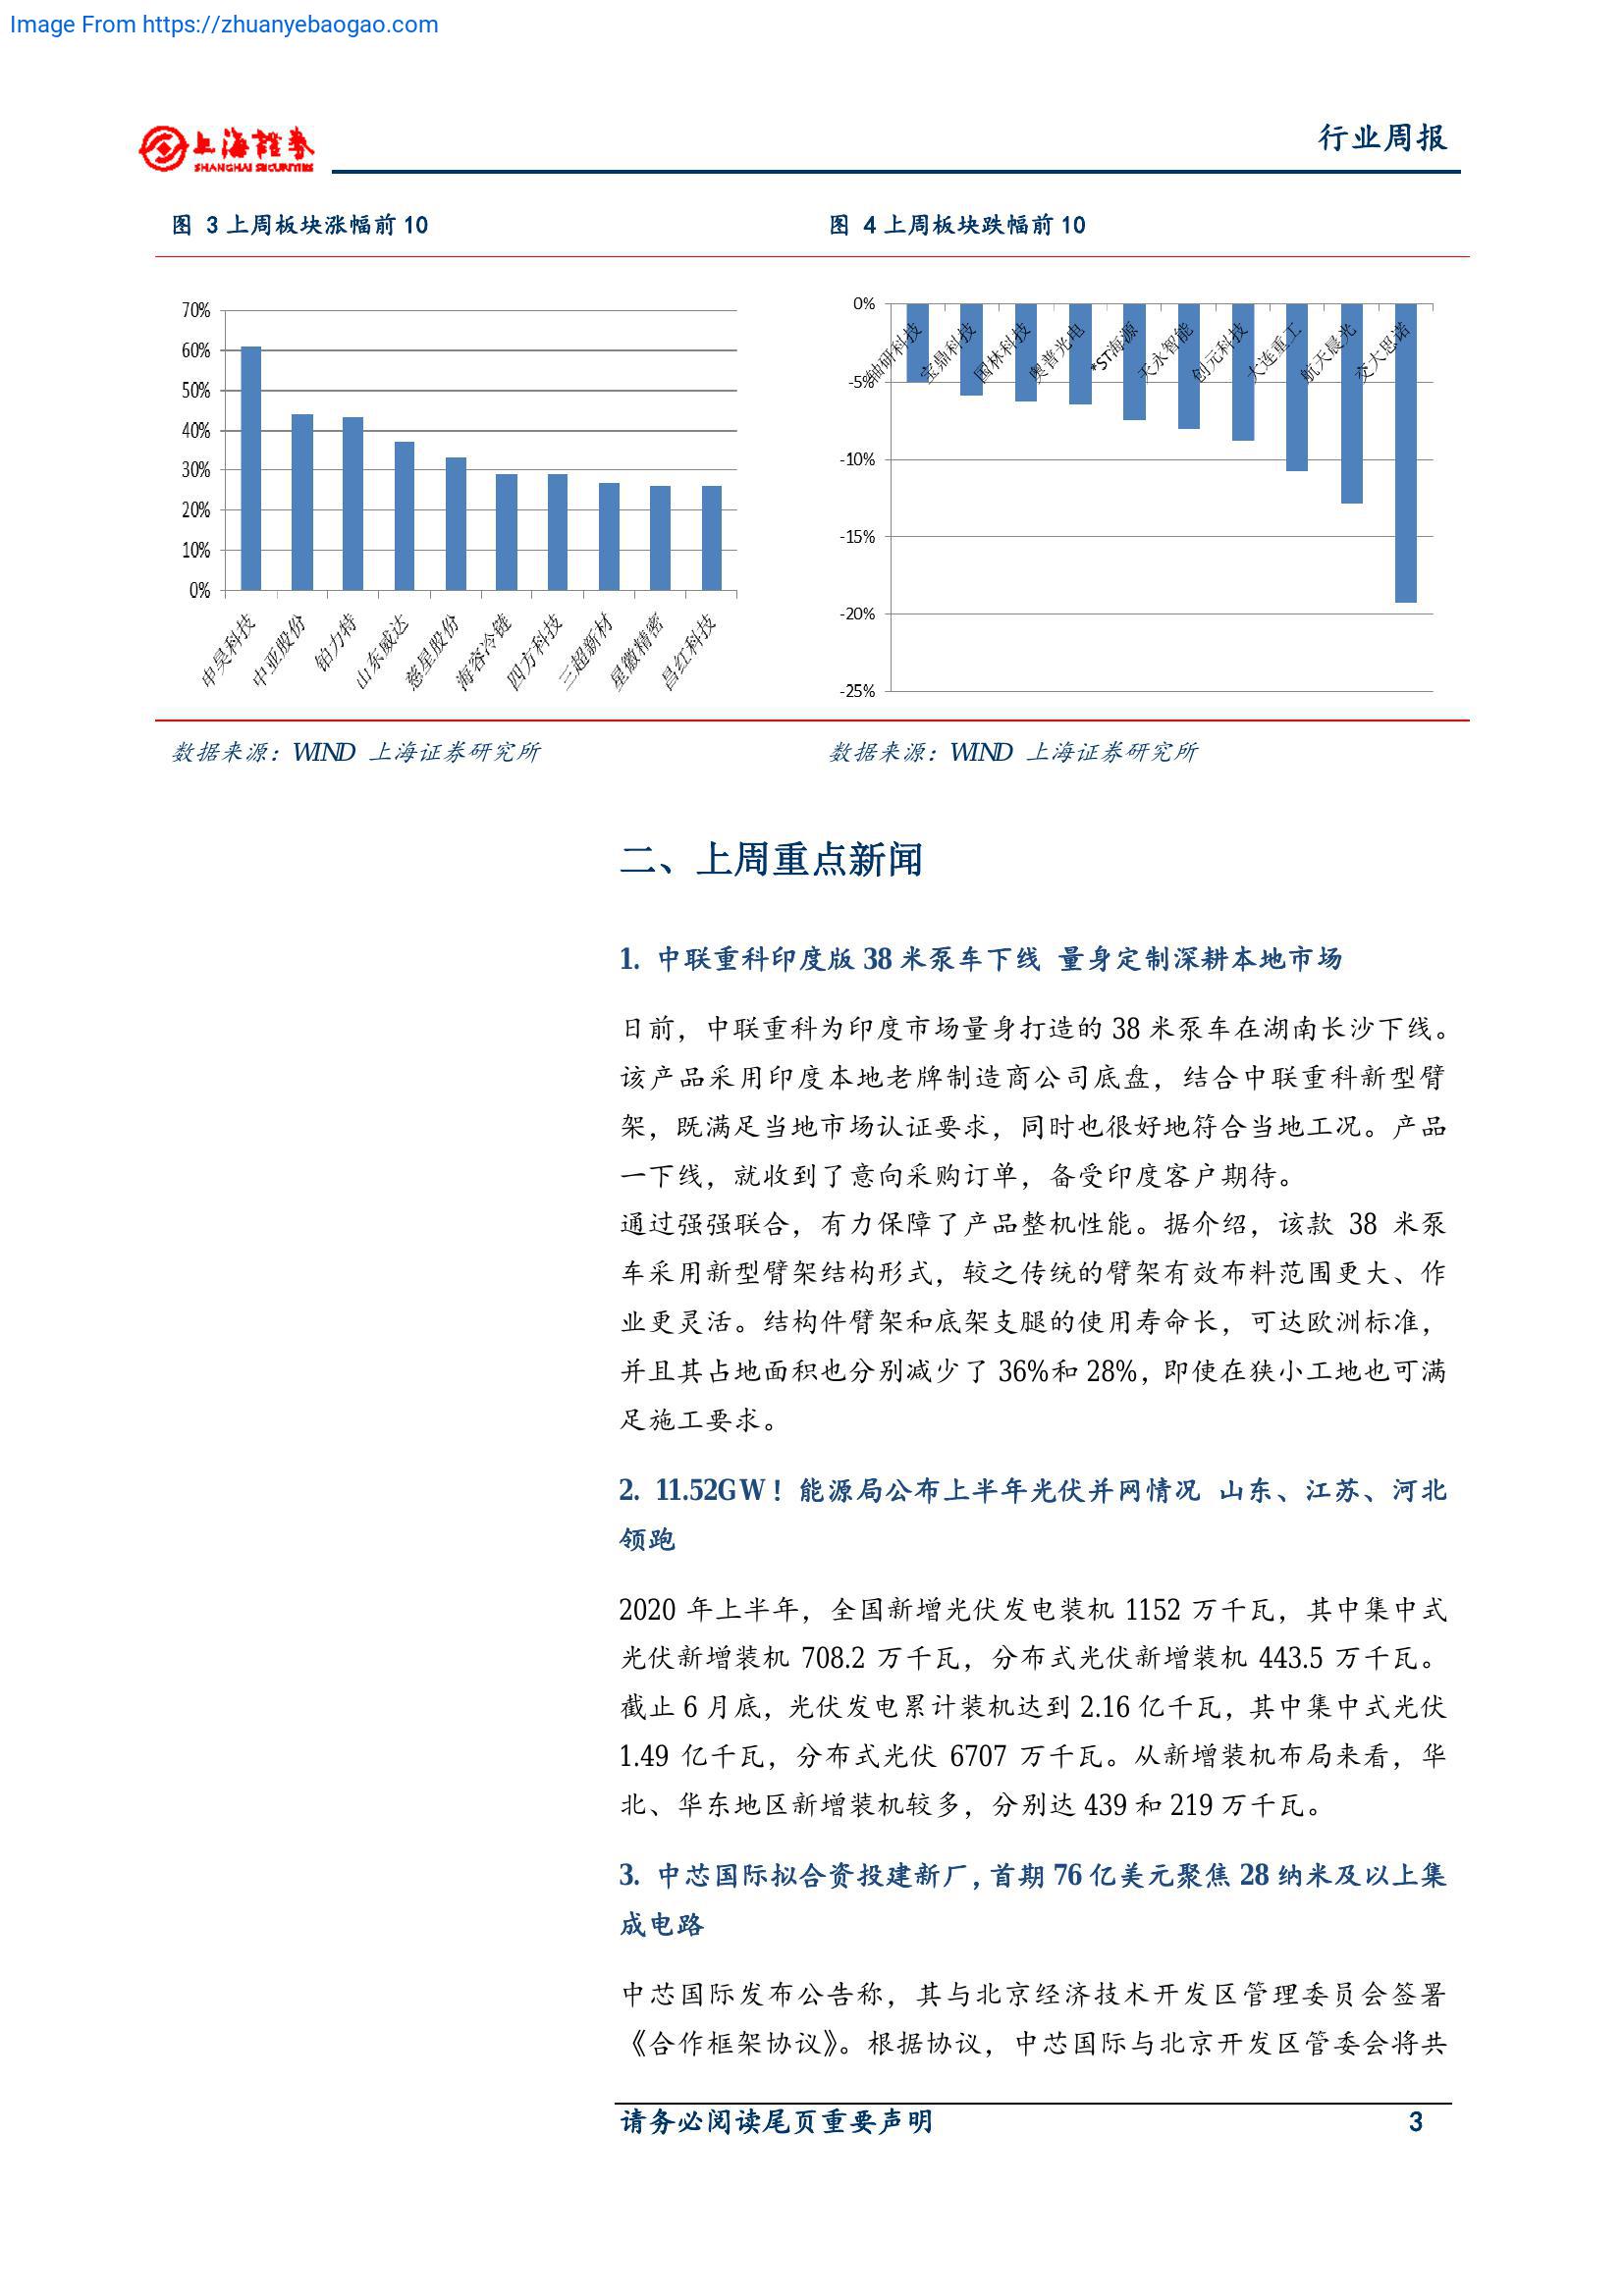 Image From https://zhuanyebaogao.com
上海證券
SHANGHAI SECURITIES
行业周报
图 3 上周板块涨幅前 10
图 4 上周板块跌幅前 10
70%
60%
50%
40%
30%
20%
10%
0%
申昊科技
中亚股份
铂力特
山东威达
慈星股份
海容冷链
四方科技
三超新材
星徽精密
昌红科技
0%
-5%
-10%
-15%
-20%
-25%
轴研科技
宝鼎科技
国林科技
奥普光电
*ST海源
天永智能
创元科技
大连重工
航天晨光
交大思诺
数据来源：WIND 上海证券研究所
数据来源：WIND 上海证券研究所
二、上周重点新闻
1. 中联重科印度版 38 米泵车下线 量身定制深耕本地市场
日前，中联重科为印度市场量身打造的 38 米泵车在湖南长沙下线。
该产品采用印度本地老牌制造商公司底盘，结合中联重科新型臂
架，既满足当地市场认证要求，同时也很好地符合当地工况。产品
一下线，就收到了意向采购订单，备受印度客户期待。
通过强强联合，有力保障了产品整机性能。据介绍，该款 38 米泵
车采用新型臂架结构形式，较之传统的臂架有效布料范围更大、作
业更灵活。结构件臂架和底架支腿的使用寿命长，可达欧洲标准，
并且其占地面积也分别减少了 36%和 28%，即使在狭小工地也可满
足施工要求。
2. 11.52GW！能源局公布上半年光伏并网情况 山东、江苏、河北
领跑
2020 年上半年，全国新增光伏发电装机 1152 万千瓦，其中集中式
光伏新增装机 708.2 万千瓦，分布式光伏新增装机 443.5 万千瓦。
截止 6 月底，光伏发电累计装机达到 2.16 亿千瓦，其中集中式光伏
1.49 亿千瓦，分布式光伏 6707 万千瓦。从新增装机布局来看，华
北、华东地区新增装机较多，分别达 439 和 219 万千瓦。
3. 中芯国际拟合资投建新厂，首期 76 亿美元聚焦 28 纳米及以上集
成电路
中芯国际发布公告称，其与北京经济技术开发区管理委员会签署
《合作框架协议》。根据协议，中芯国际与北京开发区管委会将共
请务必阅读尾页重要声明
3